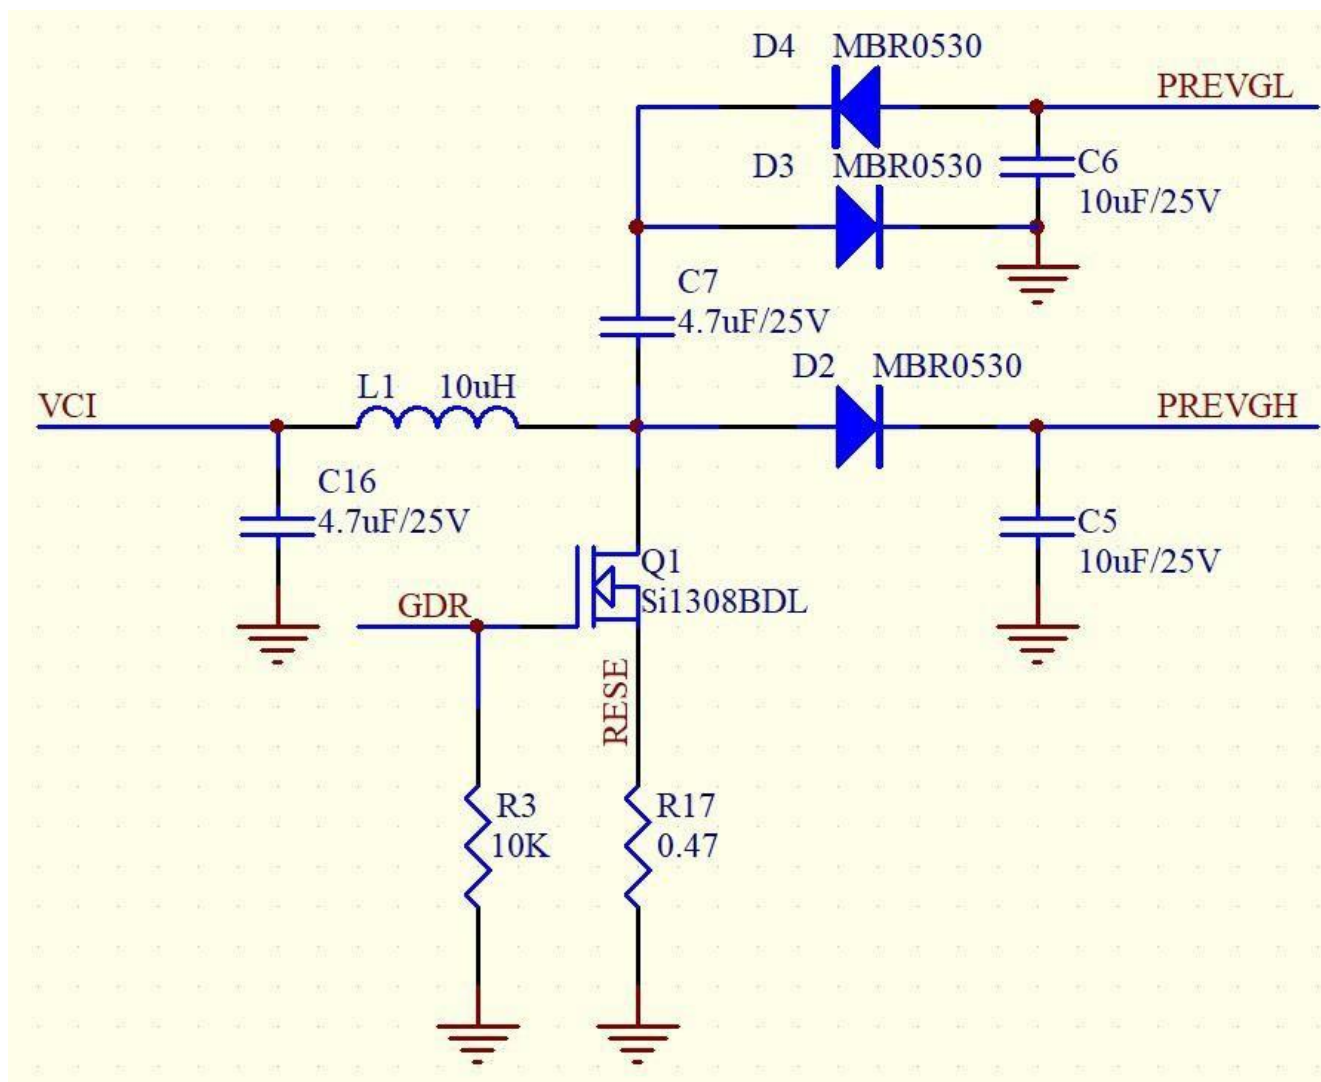 D4 MBR0530
PREVGL
D3 MBR0530
C6
10uF/25V
C7
4.7uF/25V
D2 MBR0530
VCI
L1 10uH
PREVGH
C16
4.7uF/25V
C5
10uF/25V
Q1
Si1308BDL
GDR
RESE
R3
10K
R17
0.47